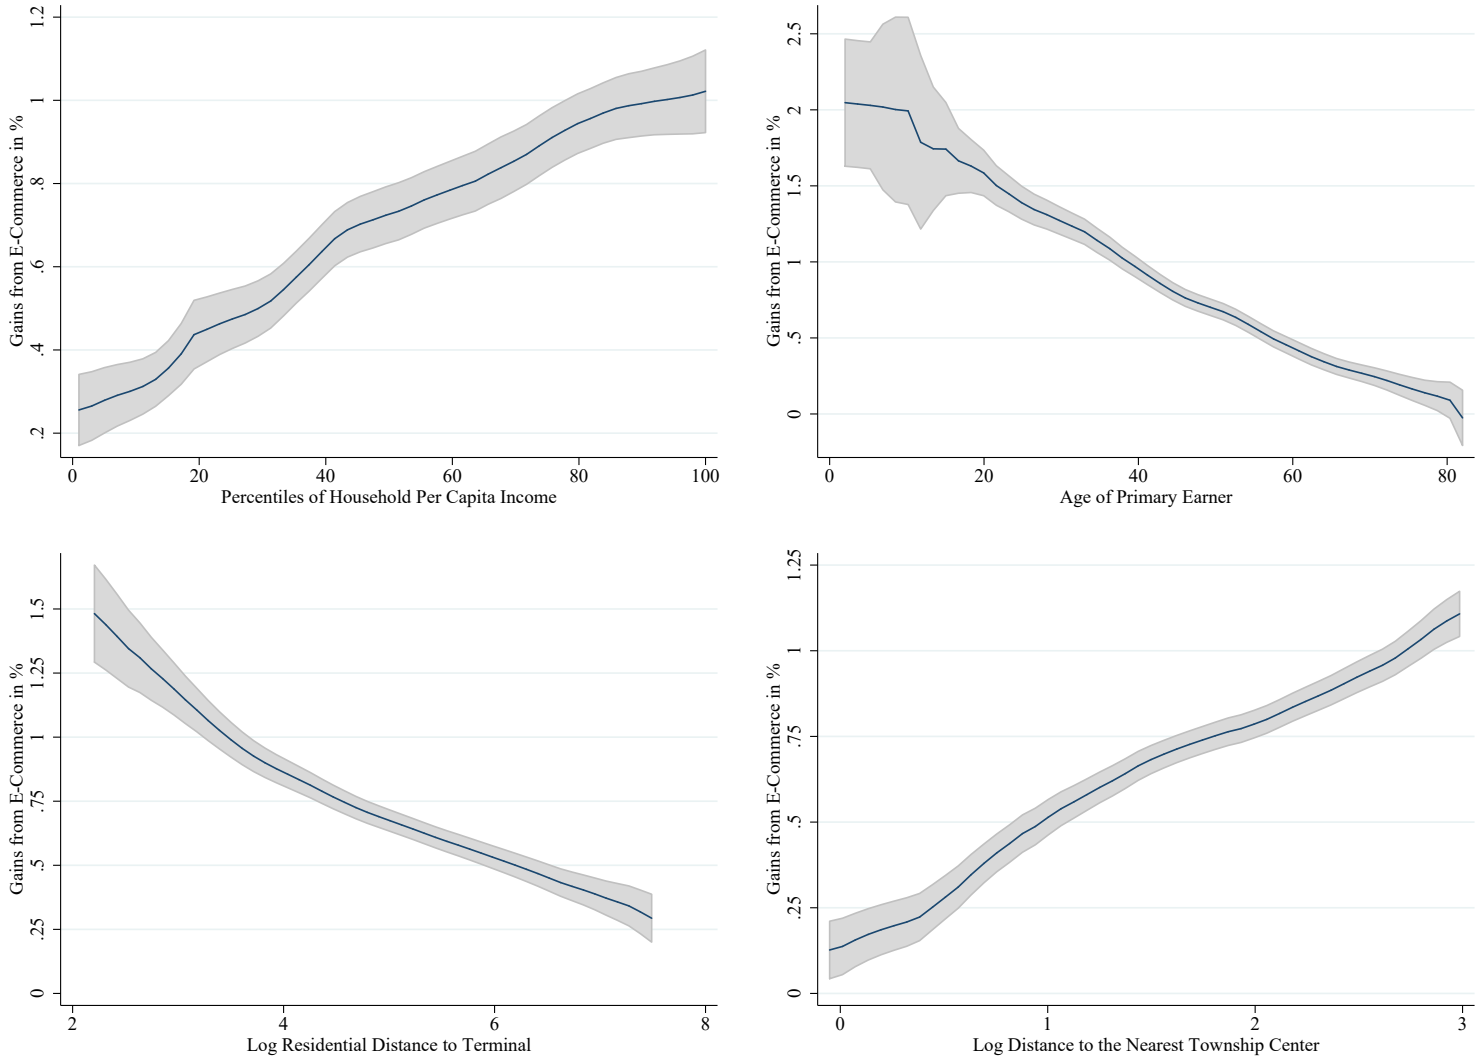 Gains from E-Commerce in %
.2 .4 .6 .8 1 1.2
0 20 40 60 80 100
Percentiles of Household Per Capita Income
Gains from E-Commerce in %
0 .5 1 1.5 2 2.5
0 20 40 60 80
Age of Primary Earner
Gains from E-Commerce in %
0 .25 .5 .75 1 1.25 1.5
2 4 6 8
Log Residential Distance to Terminal
Gains from E-Commerce in %
0 .25 .5 .75 1 1.25
0 1 2 3
Log Distance to the Nearest Township Center